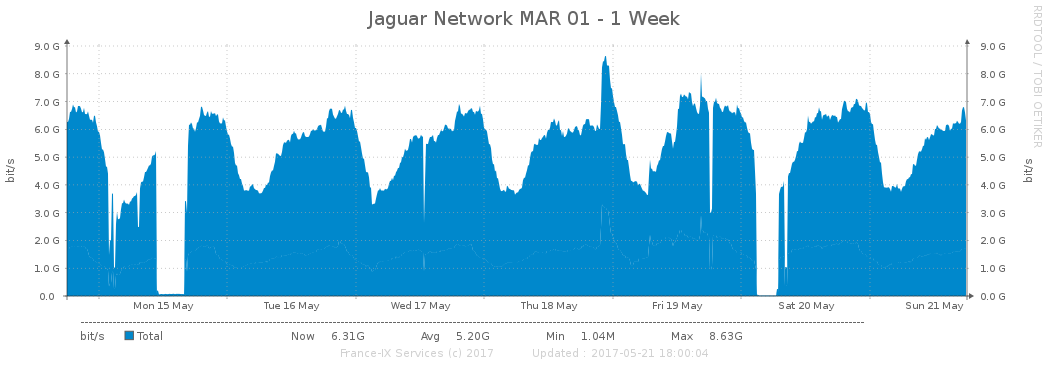 Jaguar Network MAR 01 - 1 Week
RRDTOOL / TOBI OETIKER
9.0 G 9.0 G
8.0 G 8.0 G
7.0 G 7.0 G
6.0 G 6.0 G
5.0 G 5.0 G
bit/s bit/s
4.0 G 4.0 G
3.0 G 3.0 G
2.0 G 2.0 G
1.0 G 1.0 G
0.0 0.0 G
Mon 15 May Tue 16 May Wed 17 May Thu 18 May Fri 19 May Sat 20 May Sun 21 May
bit/s Total Now 6.31G Avg 5.20G Min 1.04M Max 8.63G
France-IX Services (c) 2017 Updated : 2017-05-21 18:00:04